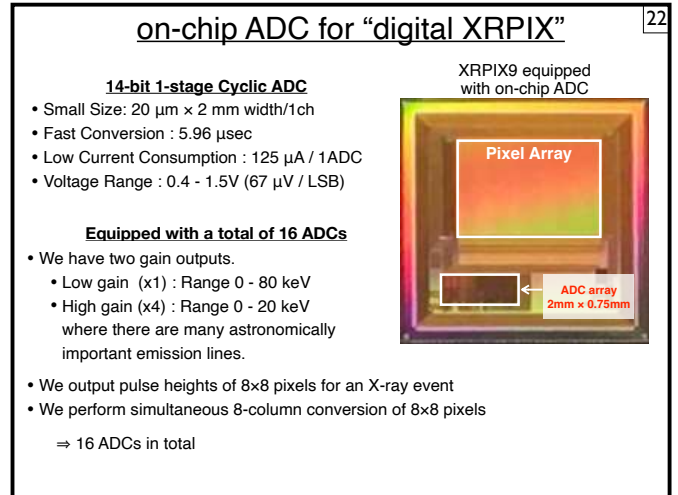 on-chip ADC for “digital XRPIX”
22
14-bit 1-stage Cyclic ADC
• Small Size: 20 μm × 2 mm width/1ch
• Fast Conversion : 5.96 μsec
• Low Current Consumption : 125 μA / 1ADC
• Voltage Range : 0.4 - 1.5V (67 μV / LSB)
Equipped with a total of 16 ADCs
• We have two gain outputs.
• Low gain (x1) : Range 0 - 80 keV
• High gain (x4) : Range 0 - 20 keV
where there are many astronomically
important emission lines.
• We output pulse heights of 8×8 pixels for an X-ray event
• We perform simultaneous 8-column conversion of 8×8 pixels
⇒ 16 ADCs in total
XRPIX9 equipped
with on-chip ADC
Pixel Array
ADC array
2mm × 0.75mm